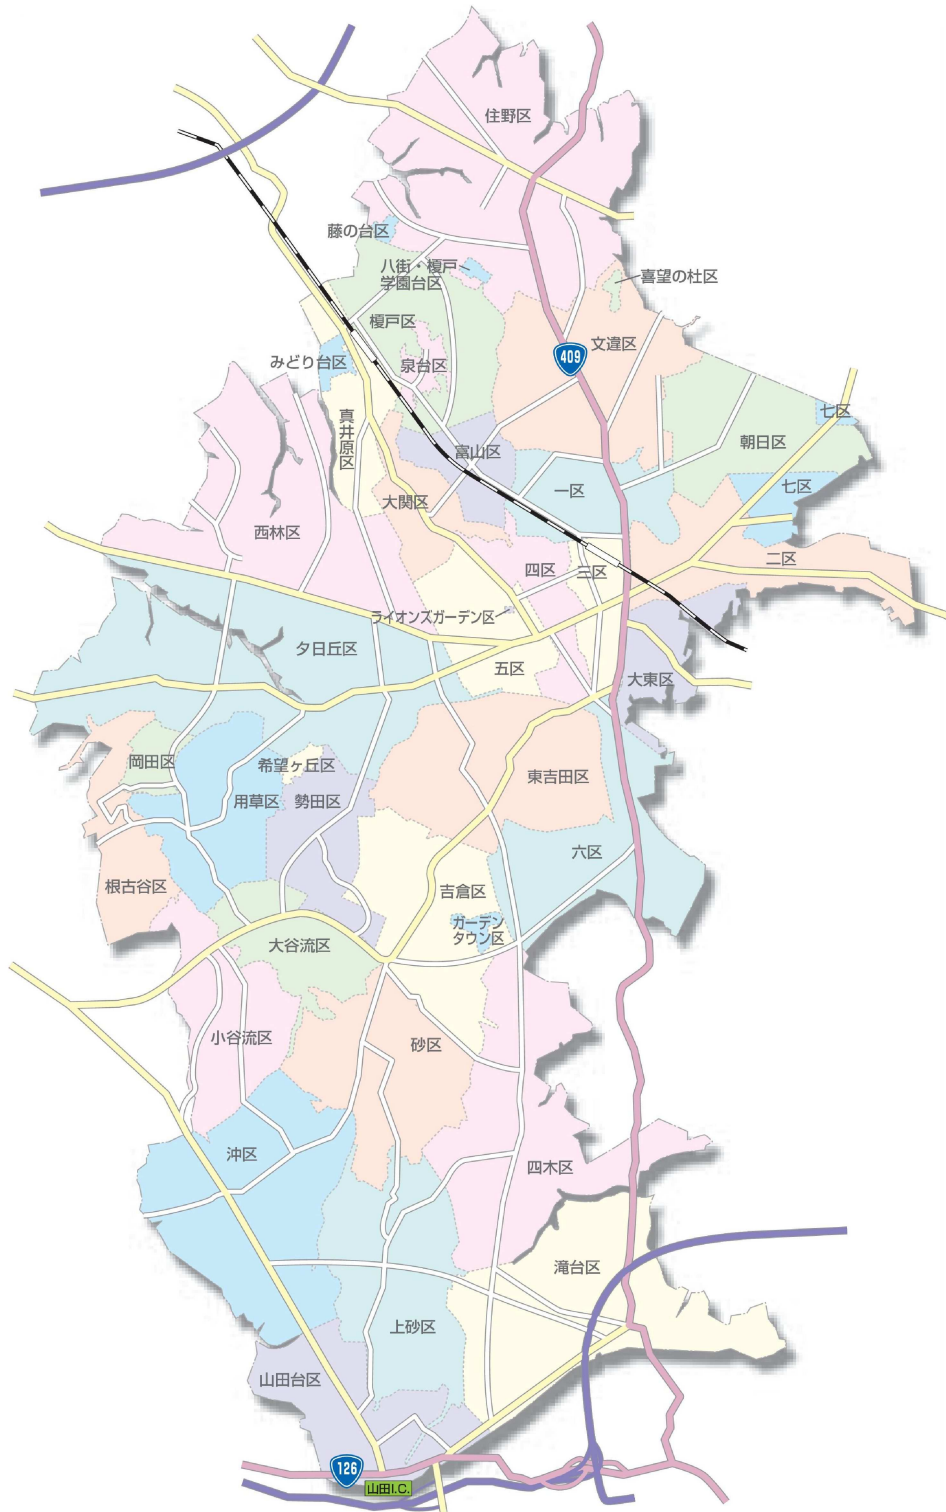 住野区
藤の台区
八街・榎戸
学園台区
喜望の杜区
榎戸区
文違区
409
みどり台区
泉台区
七区
真井原区
朝日区
富山区
大関区
一区
七区
西林区
二区
四区
三区
ライオンズガーデン区
夕日丘区
五区
大東区
岡田区
希望ヶ丘区
東吉田区
用草区
勢田区
六区
根古谷区
吉倉区
ガーデン
タウン区
大谷流区
小谷流区
砂区
沖区
四木区
滝台区
上砂区
山田台区
126
山田I.C.